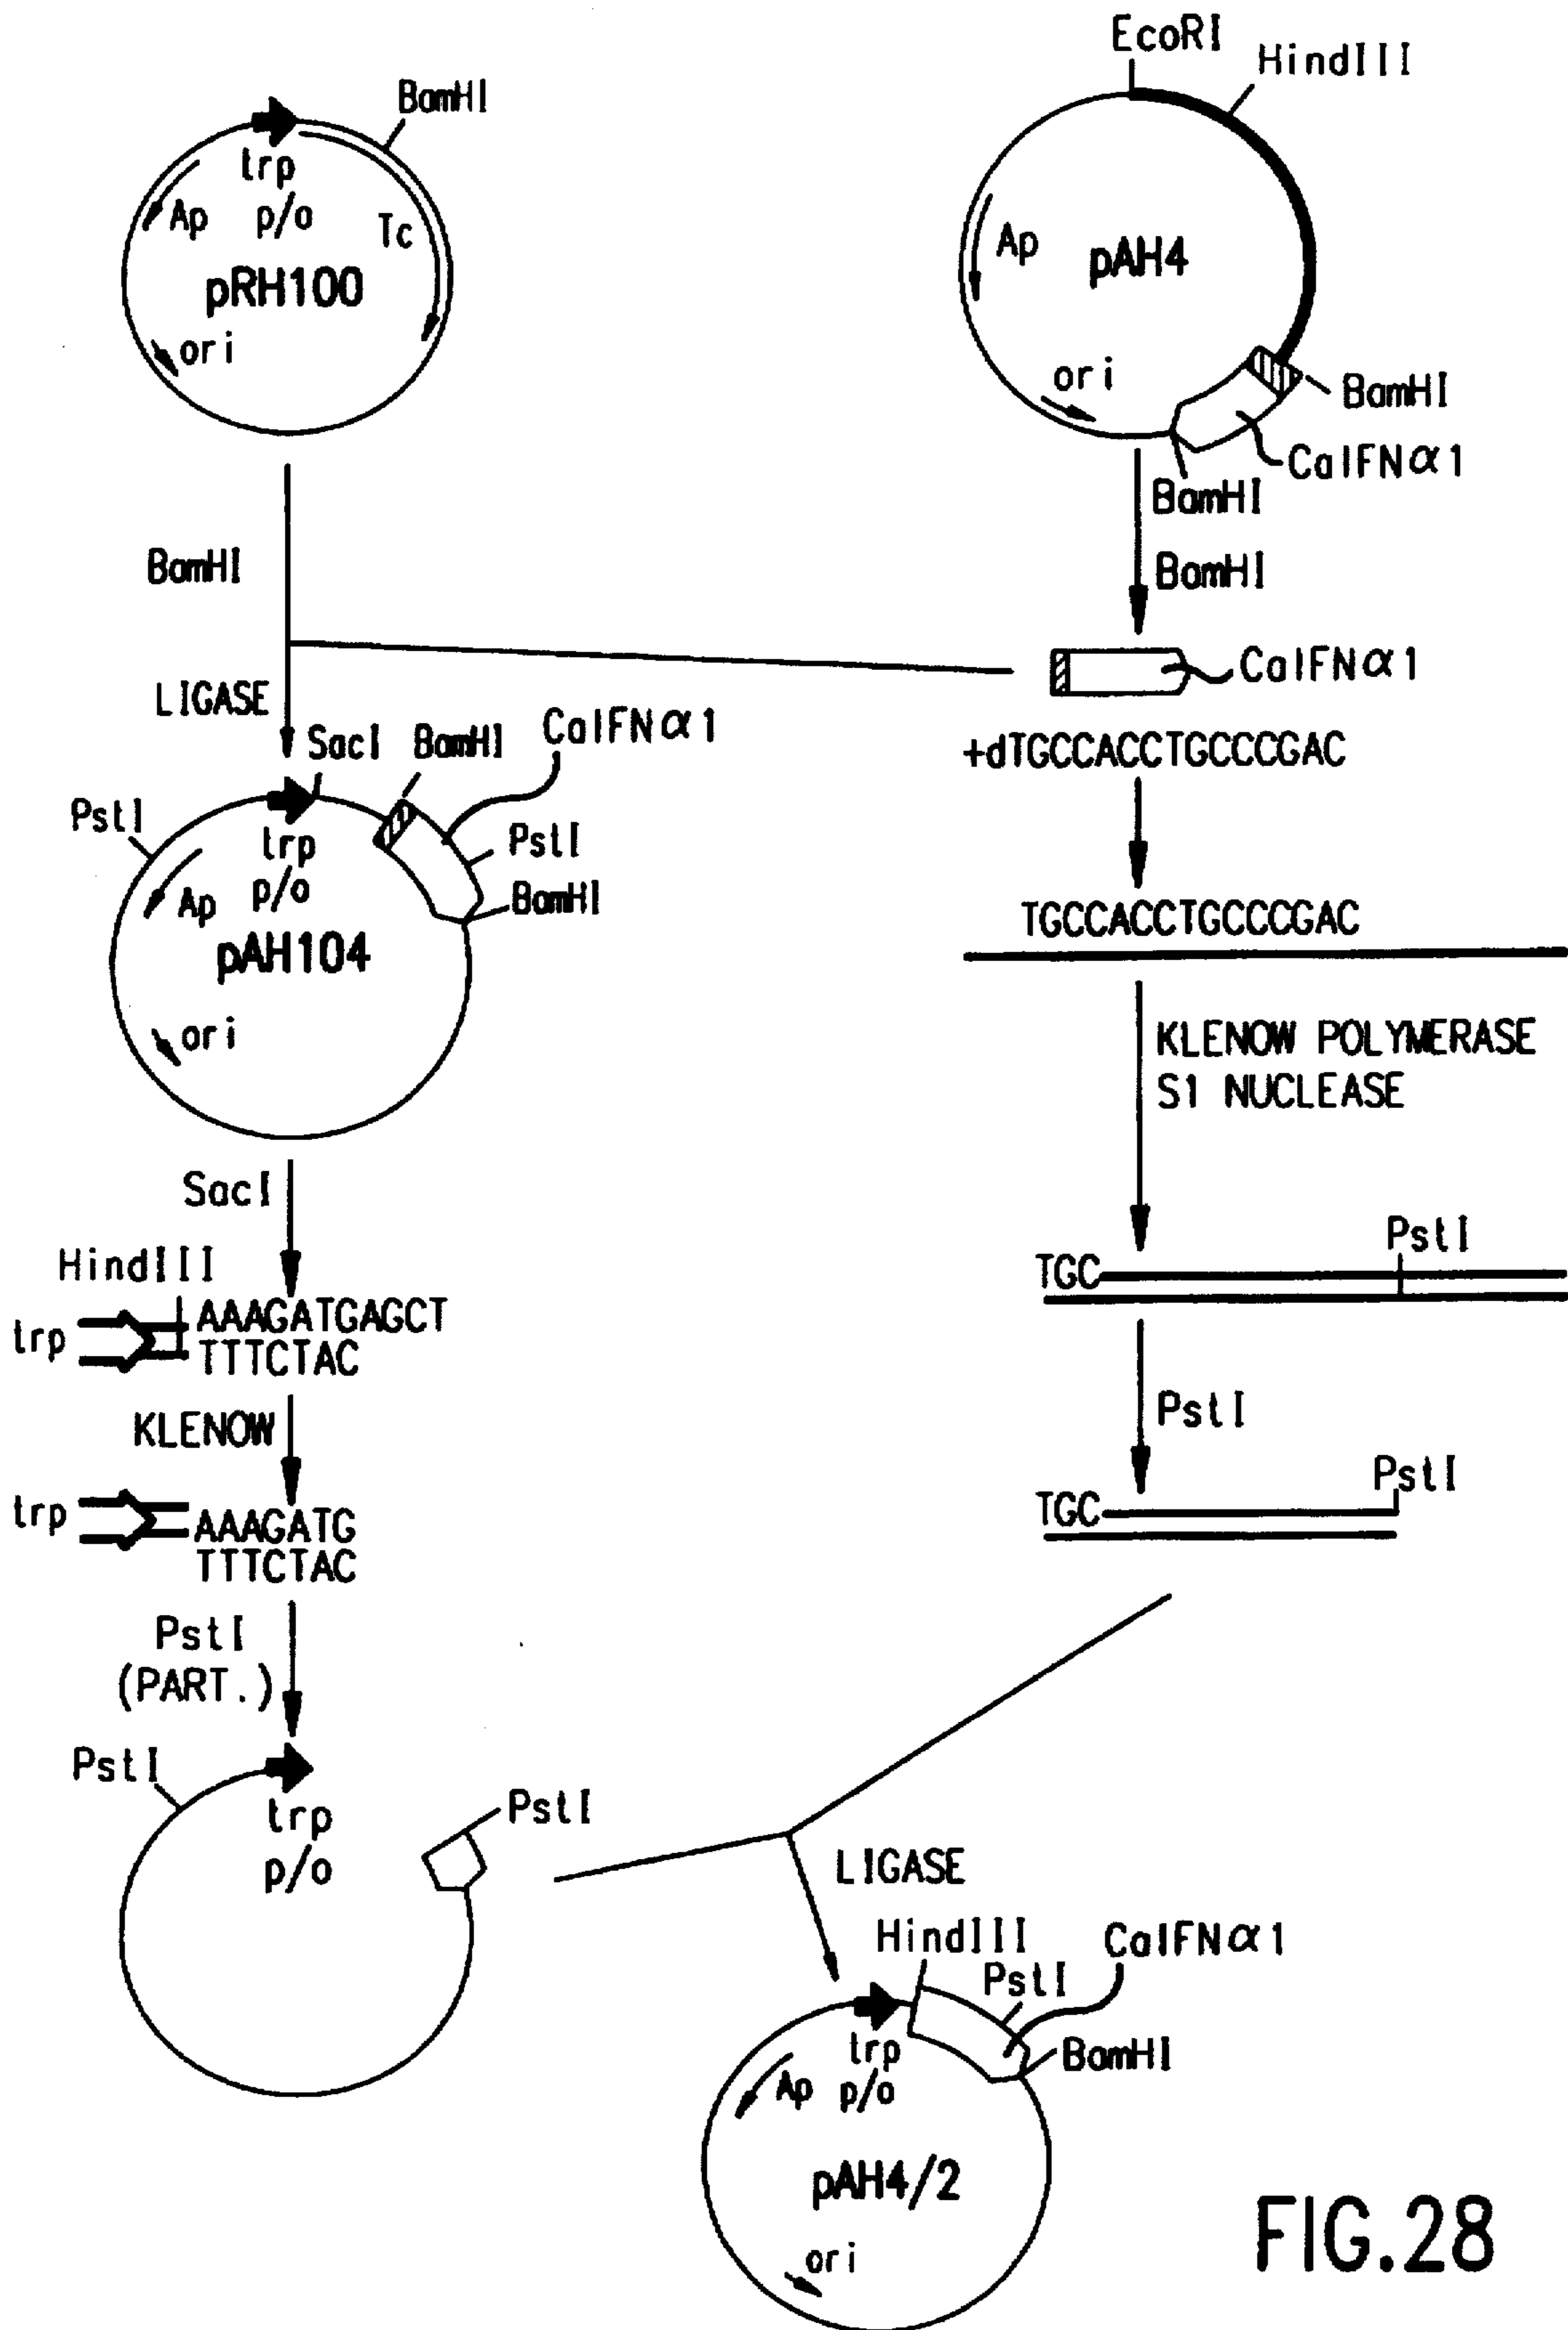 EcoRI
HindIII
BamHI
trp
p/o
Ap
Tc
pRH100
ori
Ap
pAH4
ori
BamHI
CaIFNα1
BamHI
BamHI
BamHI
CaIFNα1
LIGASE
SacI
BamHI
CaIFNα1
+dTGCCACCTGCCCGAC
PstI
trp
p/o
Ap
PstI
BamHI
pAH104
ori
TGCCACCTGCCCGAC
KLENOW POLYMERASE
S1 NUCLEASE
SacI
HindIII
trp
AAAGATGAGCT
TTTCTAC
PstI
TGC
KLENOW
PstI
trp
AAAGATG
TTTCTAC
PstI
TGC
PstI
(PART.)
PstI
trp
p/o
PstI
LIGASE
HindIII
PstI
CaIFNα1
trp
p/o
Ap
BamHI
pAH4/2
ori
FIG.28